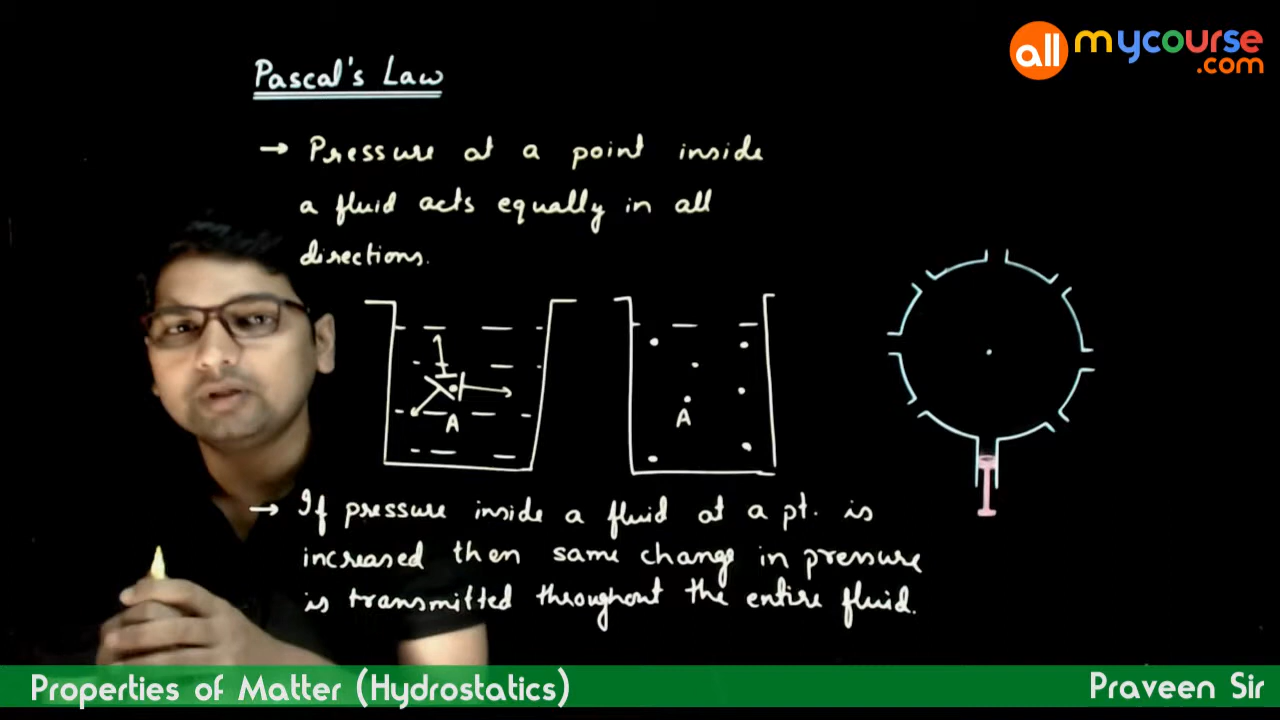 all mycourse
.com
Pascal's Law
→ Pressure at a point inside
a fluid acts equally in all
directions.
A
A
→ If pressure inside a fluid at a pt. is
increased then same change in pressure
is transmitted throughout the entire fluid.
Properties of Matter (Hydrostatics)
Praveen Sir